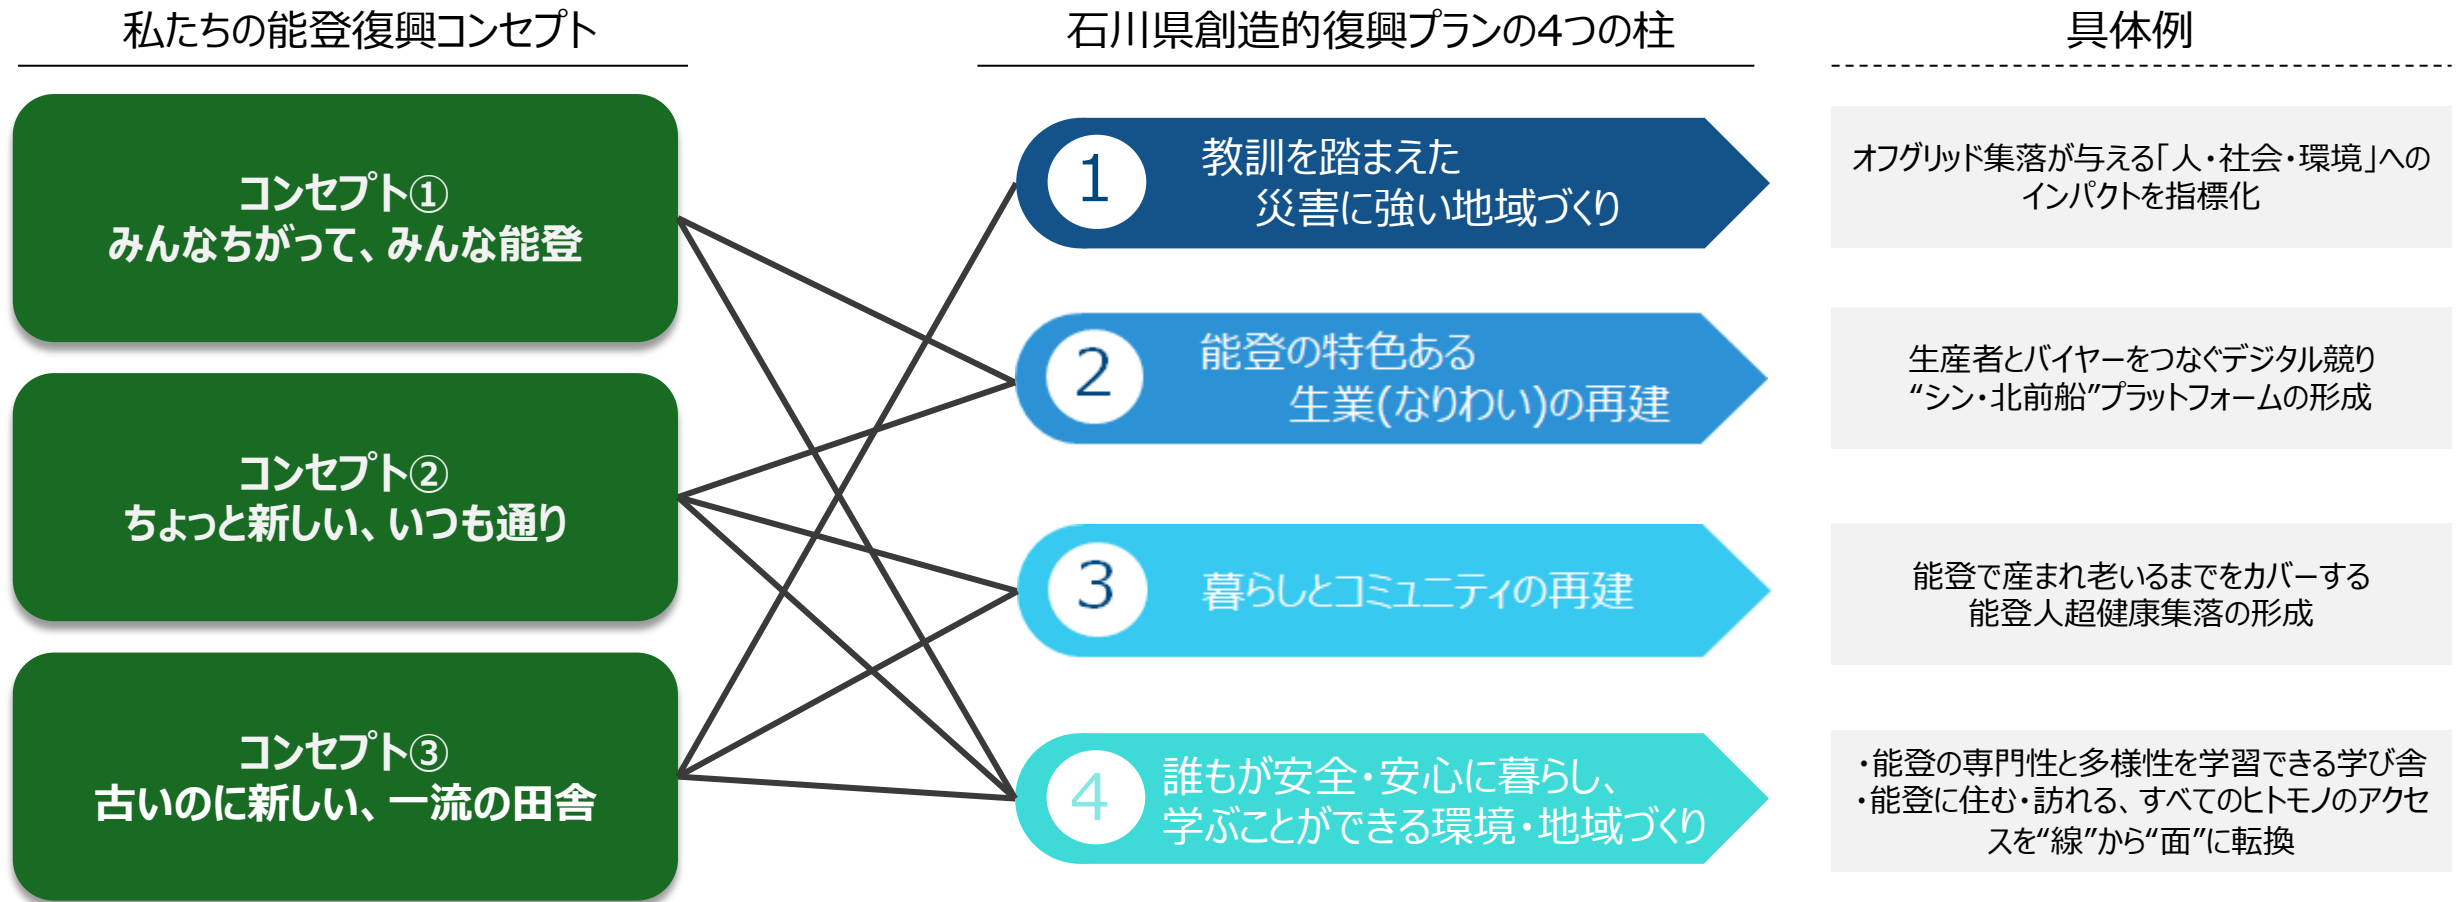 私たちの能登復興コンセプト
石川県創造的復興プランの4つの柱
具体例
コンセプト①
みんなちがって、みんな能登
コンセプト②
ちょっと新しい、いつも通り
コンセプト③
古いのに新しい、一流の田舎
1
教訓を踏まえた
災害に強い地域づくり
2
能登の特色ある
生業(なりわい)の再建
3
暮らしとコミュニティの再建
4
誰もが安全・安心に暮らし、
学ぶことができる環境・地域づくり
オフグリッド集落が与える「人・社会・環境」への
インパクトを指標化
生産者とバイヤーをつなぐデジタル競り
“シン・北前船”プラットフォームの形成
能登で産まれ老いるまでをカバーする
能登人超健康集落の形成
・能登の専門性と多様性を学習できる学び舎
・能登に住む・訪れる、すべてのヒトモノのアクセ
スを“線”から“面”に転換